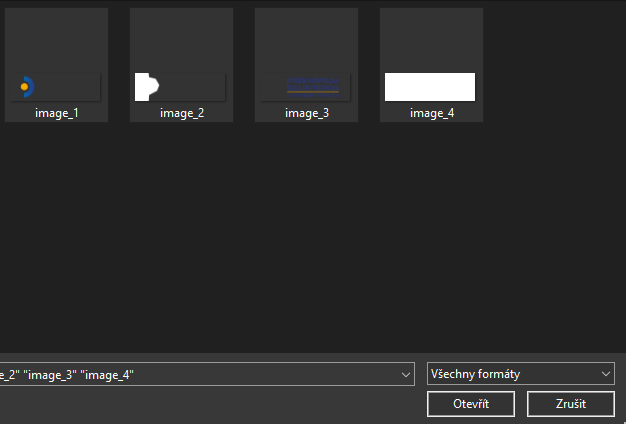 image_1
image_2
image_3
image_4
e_2" "image_3" "image_4"
Všechny formáty
Otevřít
Zrušit